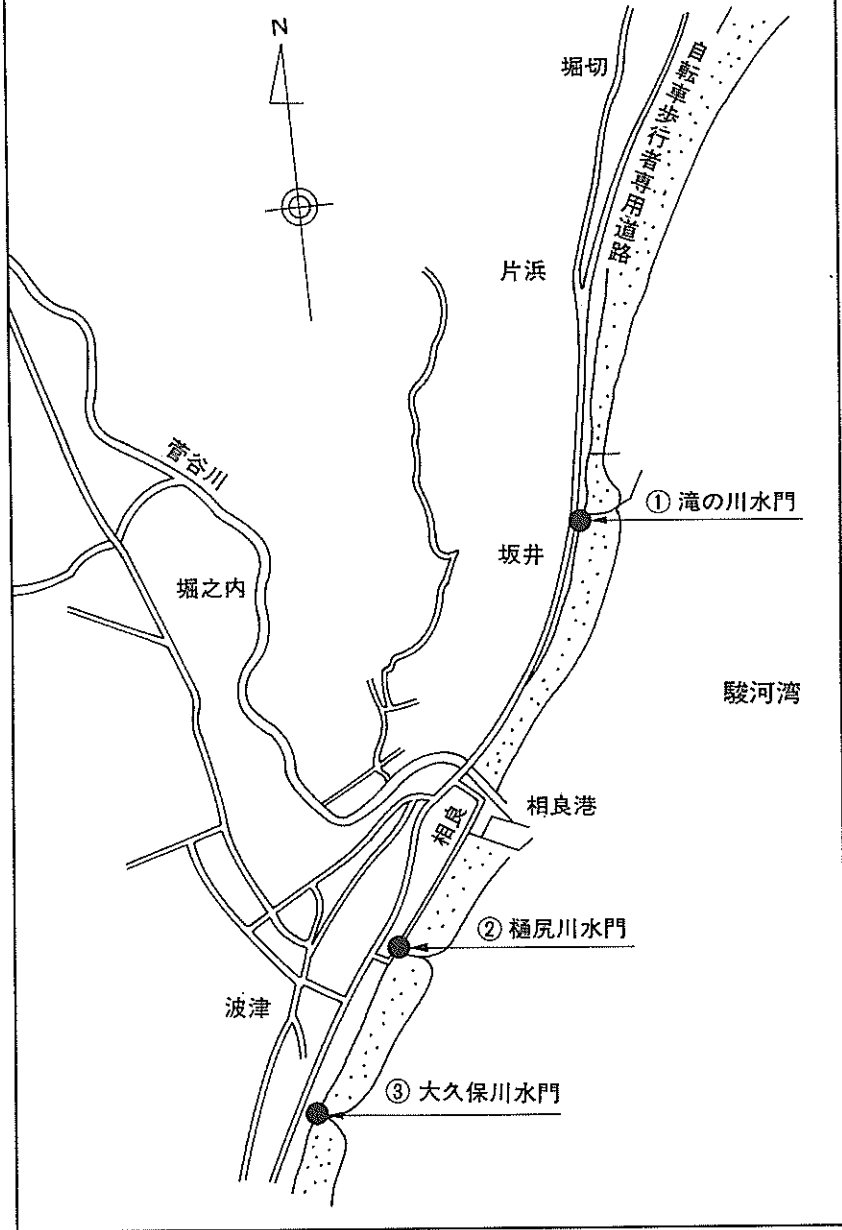 N
堀切
自転車歩行者専用道路
片浜
菅谷川
① 滝の川水門
坂井
堀之内
駿河湾
相良港
相良
② 樋尻川水門
波津
③ 大久保川水門